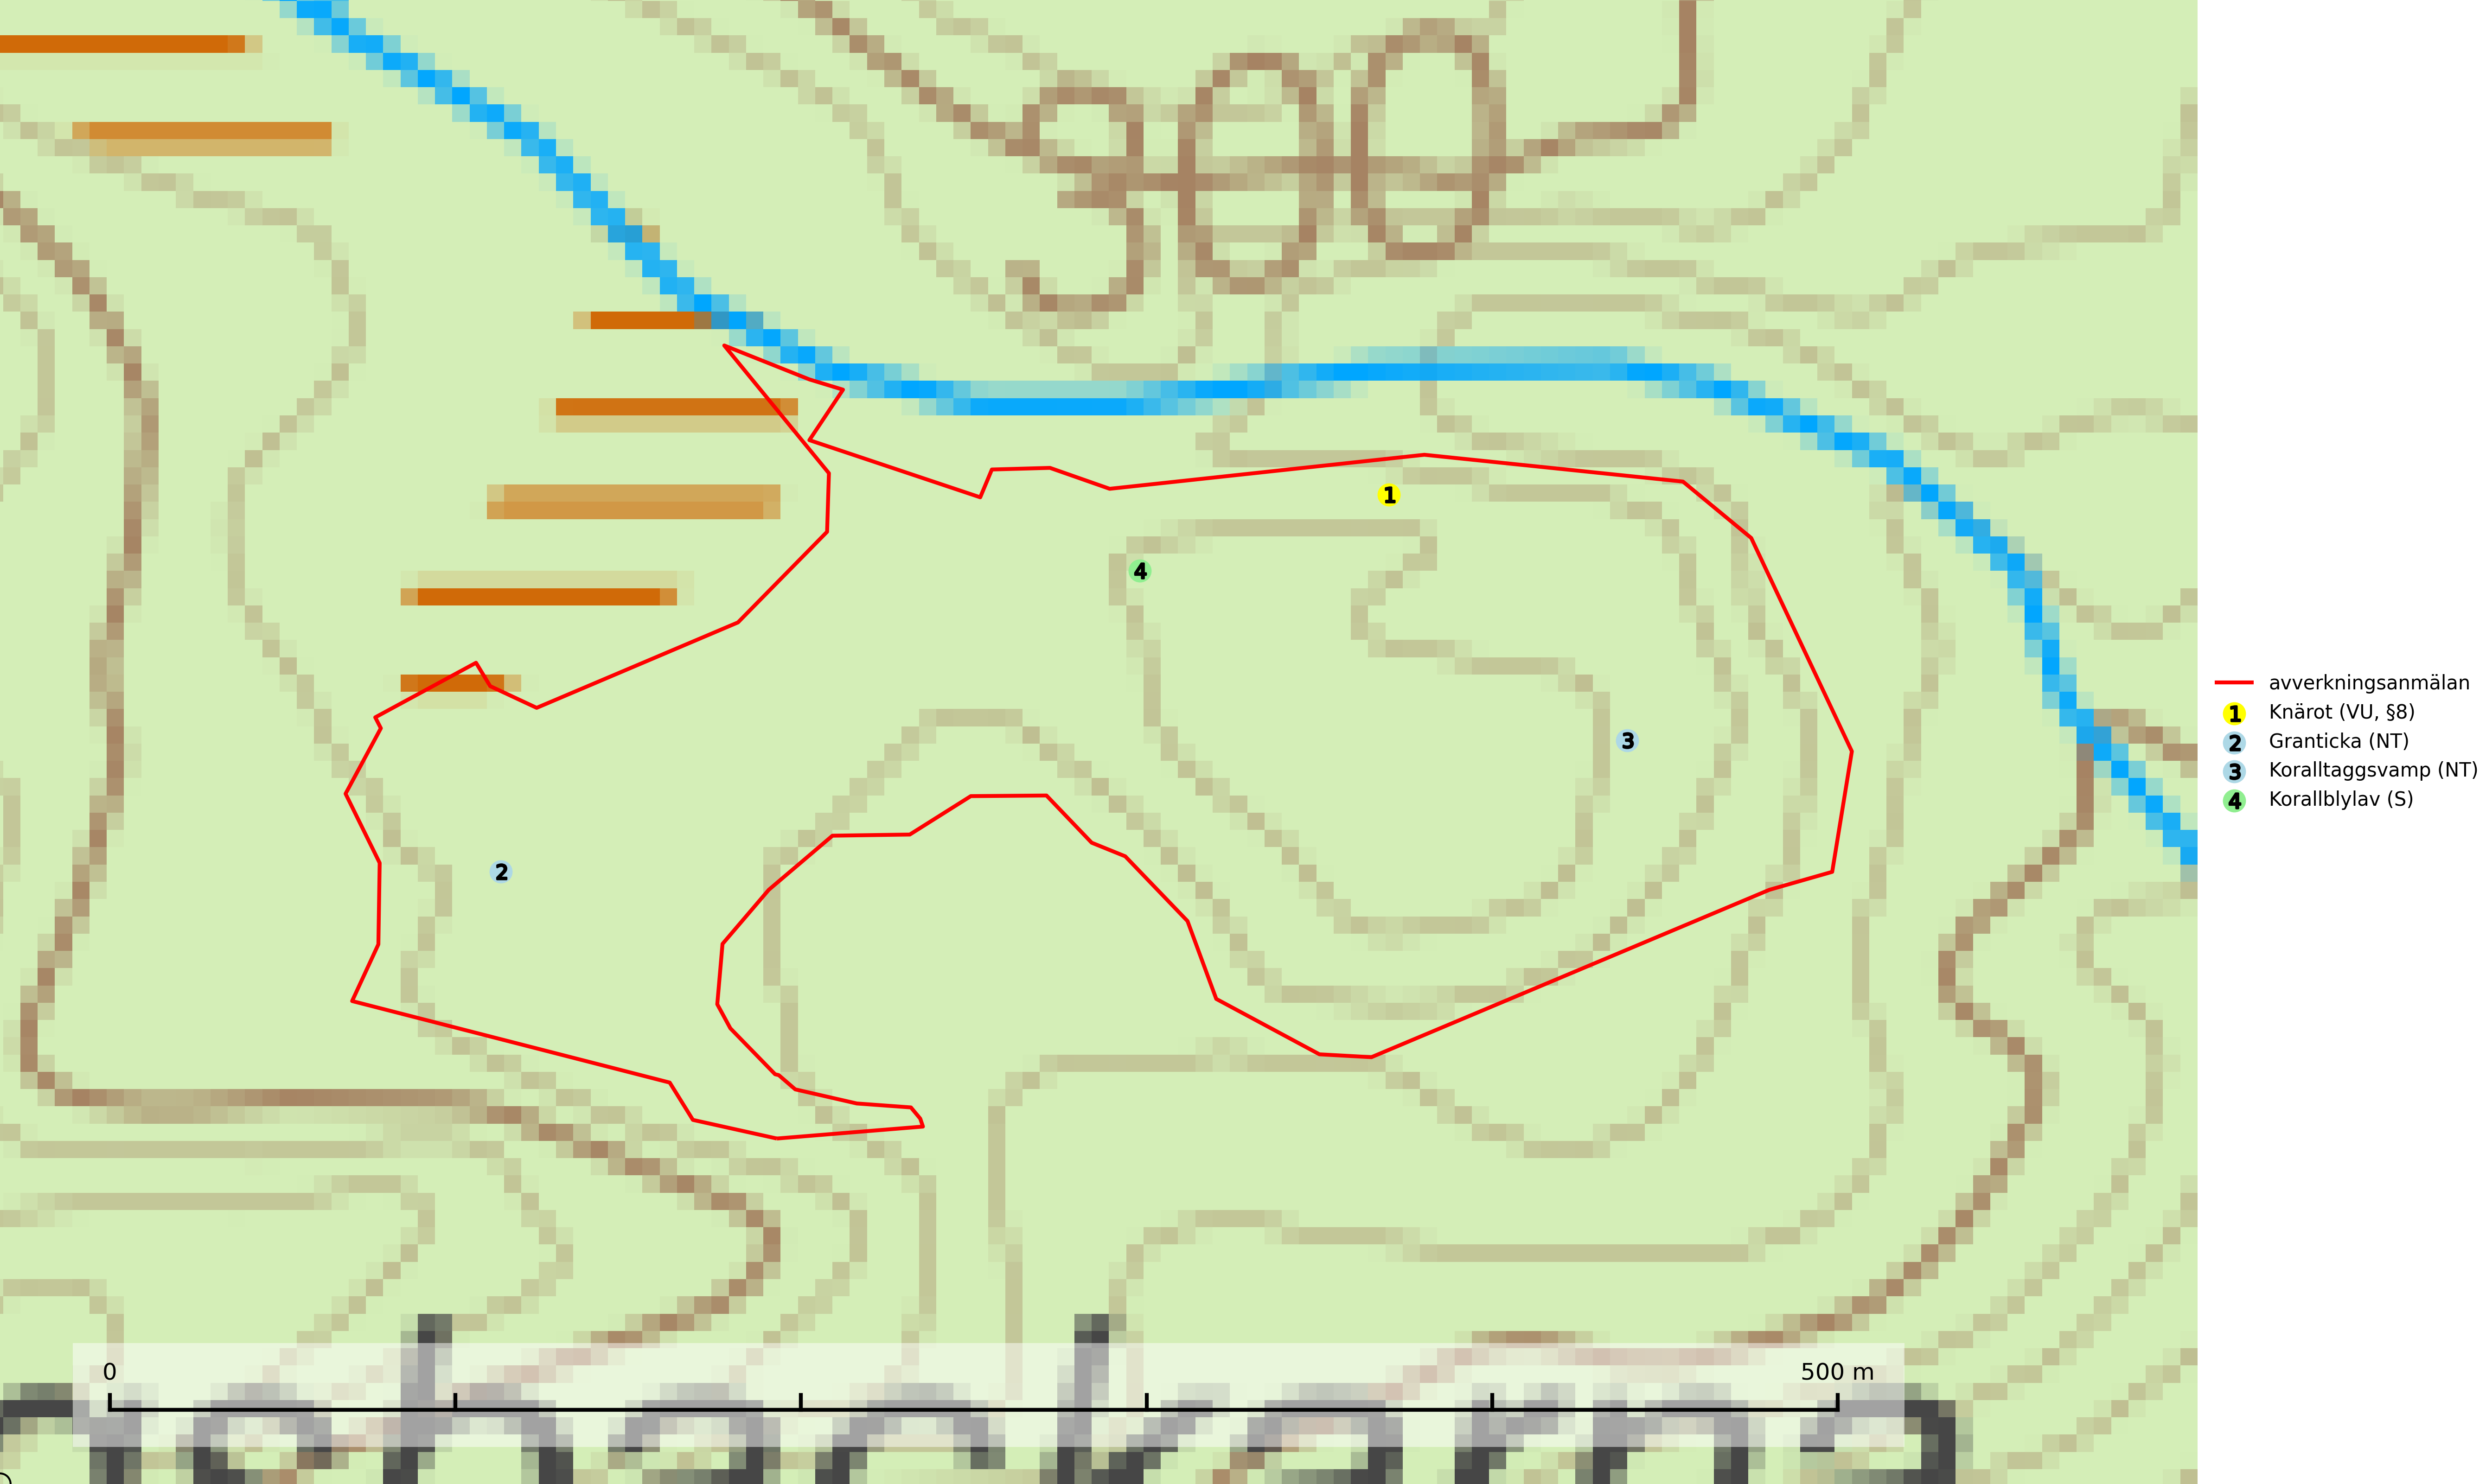 300
1
4
3
2
avverkningsanmälan
1 Knärot (VU, §8)
2 Granticka (NT)
3 Koralltaggsvamp (NT)
4 Korallblylav (S)
0 500 m